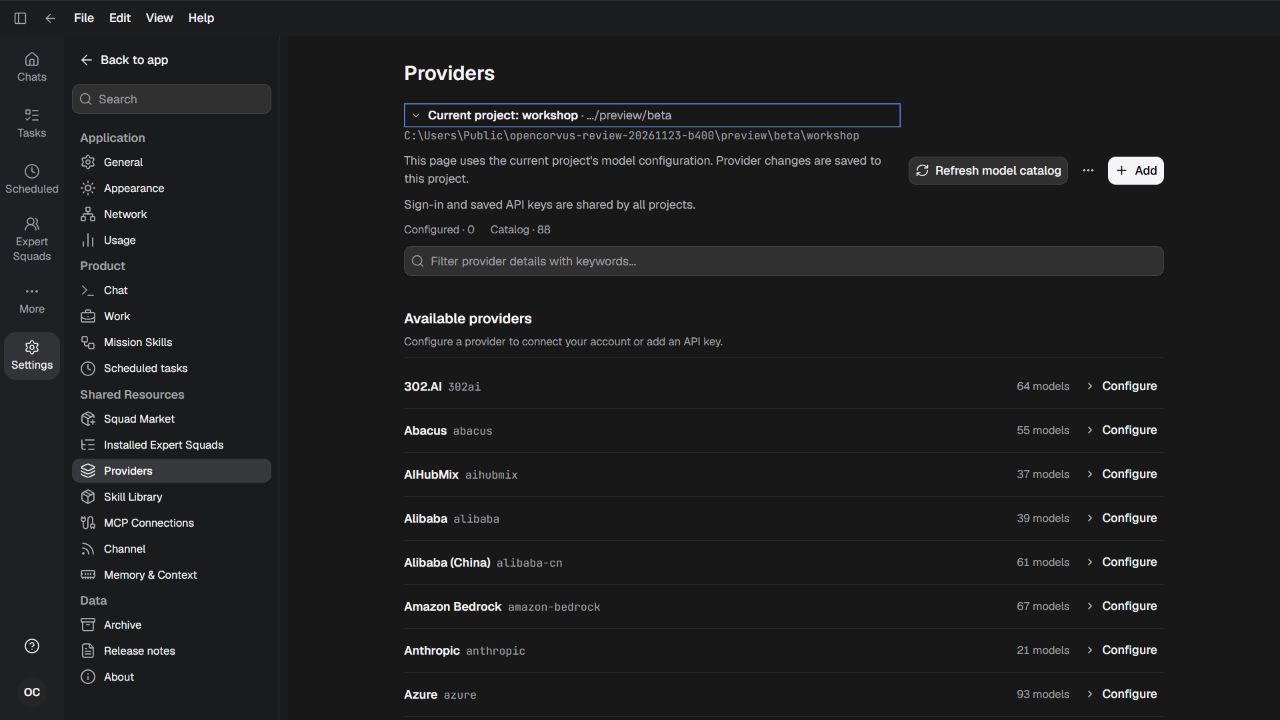 File Edit View Help
Chats
Tasks
Scheduled
Expert
Squads
More
Settings
OC
Back to app
Search
Application
General
Appearance
Network
Usage
Product
Chat
Work
Mission Skills
Scheduled tasks
Shared Resources
Squad Market
Installed Expert Squads
Providers
Skill Library
MCP Connections
Channel
Memory & Context
Data
Archive
Release notes
About
Providers
Current project: workshop · .../preview/beta
C:\Users\Public\opencorvus-review-20261123-b400\preview\beta\workshop
This page uses the current project's model configuration. Provider changes are saved to
this project.
Sign-in and saved API keys are shared by all projects.
Refresh model catalog ··· + Add
Configured · 0 Catalog · 88
Filter provider details with keywords...
Available providers
Configure a provider to connect your account or add an API key.
302.AI 302ai 64 models Configure
Abacus abacus 55 models Configure
AIHubMix aihubmix 37 models Configure
Alibaba alibaba 39 models Configure
Alibaba (China) alibaba-cn 61 models Configure
Amazon Bedrock amazon-bedrock 67 models Configure
Anthropic anthropic 21 models Configure
Azure azure 93 models Configure